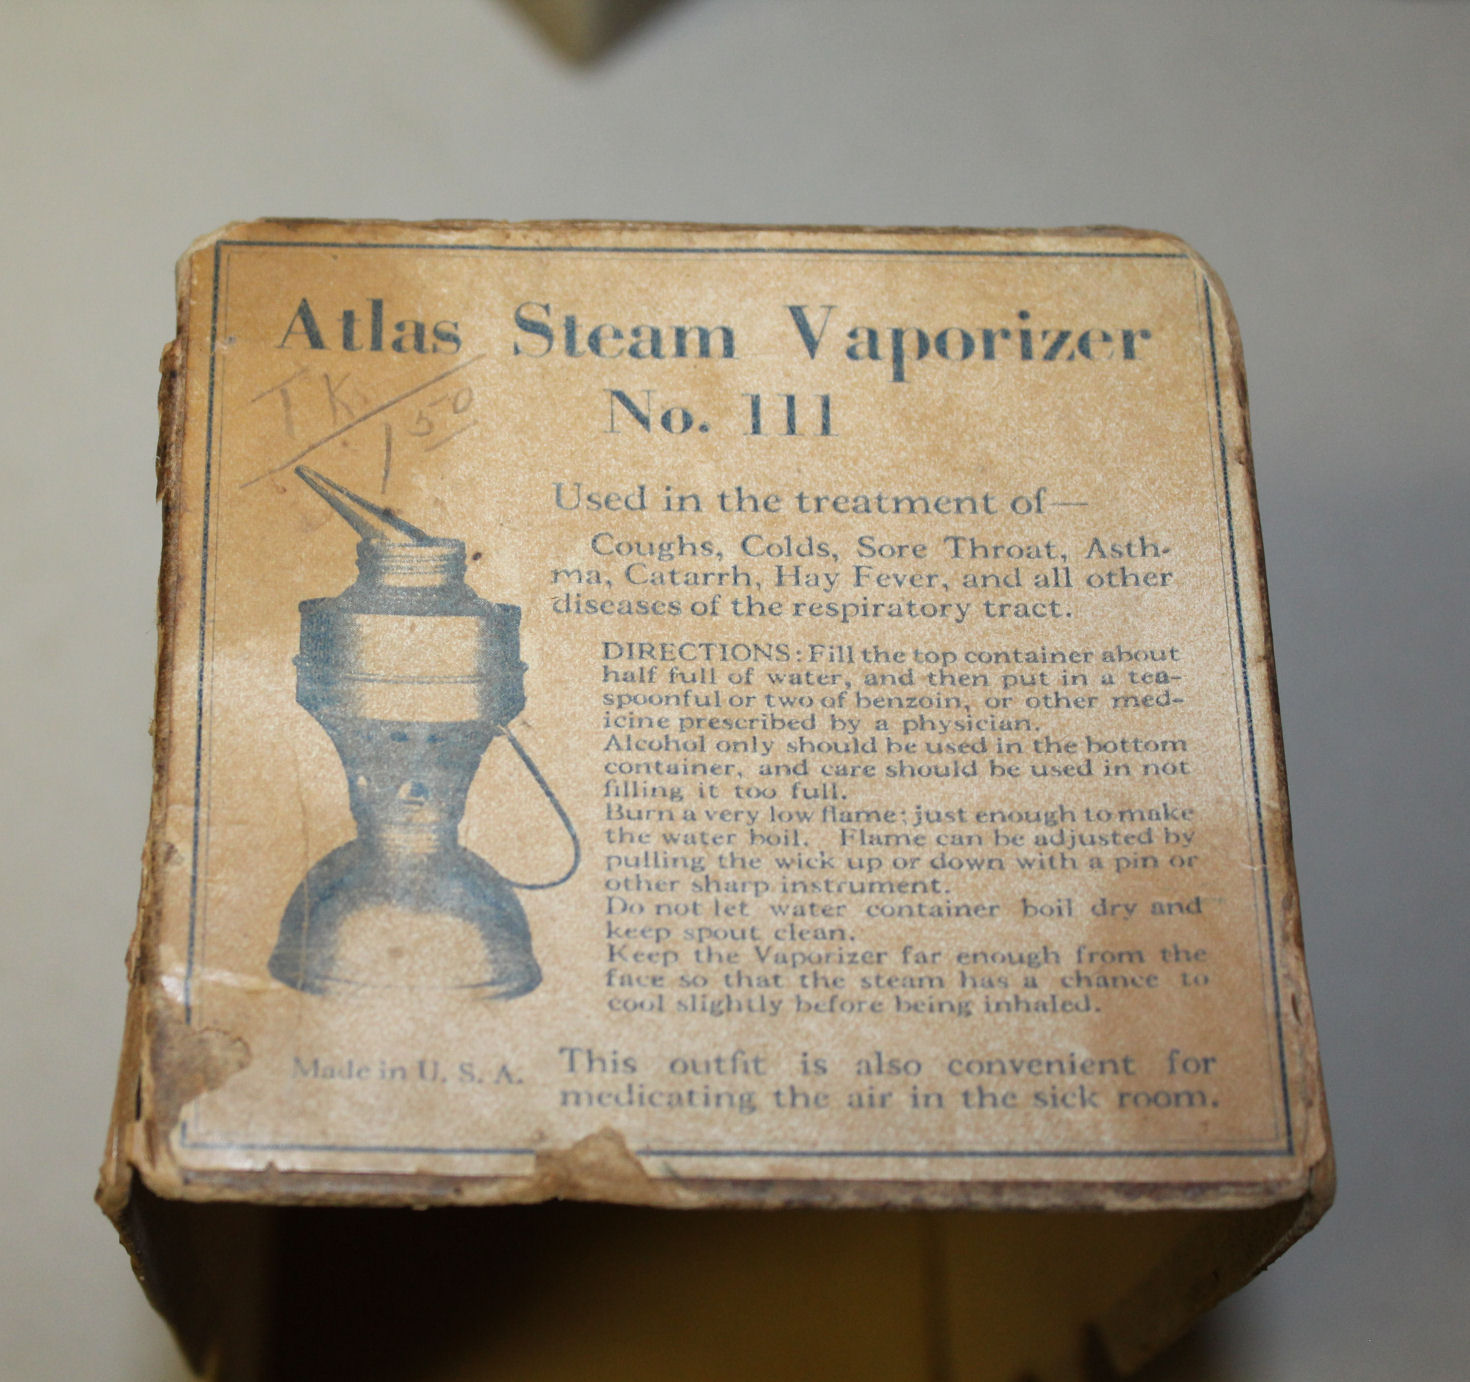 Atlas Steam Vaporizer
No. 111
TK.
1 50
Used in the treatment of—
Coughs, Colds, Sore Throat, Asth-
ma, Catarrh, Hay Fever, and all other
diseases of the respiratory tract.
DIRECTIONS: Fill the top container about
half full of water, and then put in a tea-
spoonful or two of benzoin, or other med-
icine prescribed by a physician.
Alcohol only should be used in the bottom
container, and care should be used in not
filling it too full.
Burn a very low flame; just enough to make
the water boil. Flame can be adjusted by
pulling the wick up or down with a pin or
other sharp instrument.
Do not let water container boil dry and
keep spout clean.
Keep the Vaporizer far enough from the
face so that the steam has a chance to
cool slightly before being inhaled.
Made in U. S. A.
This outfit is also convenient for
medicating the air in the sick room.